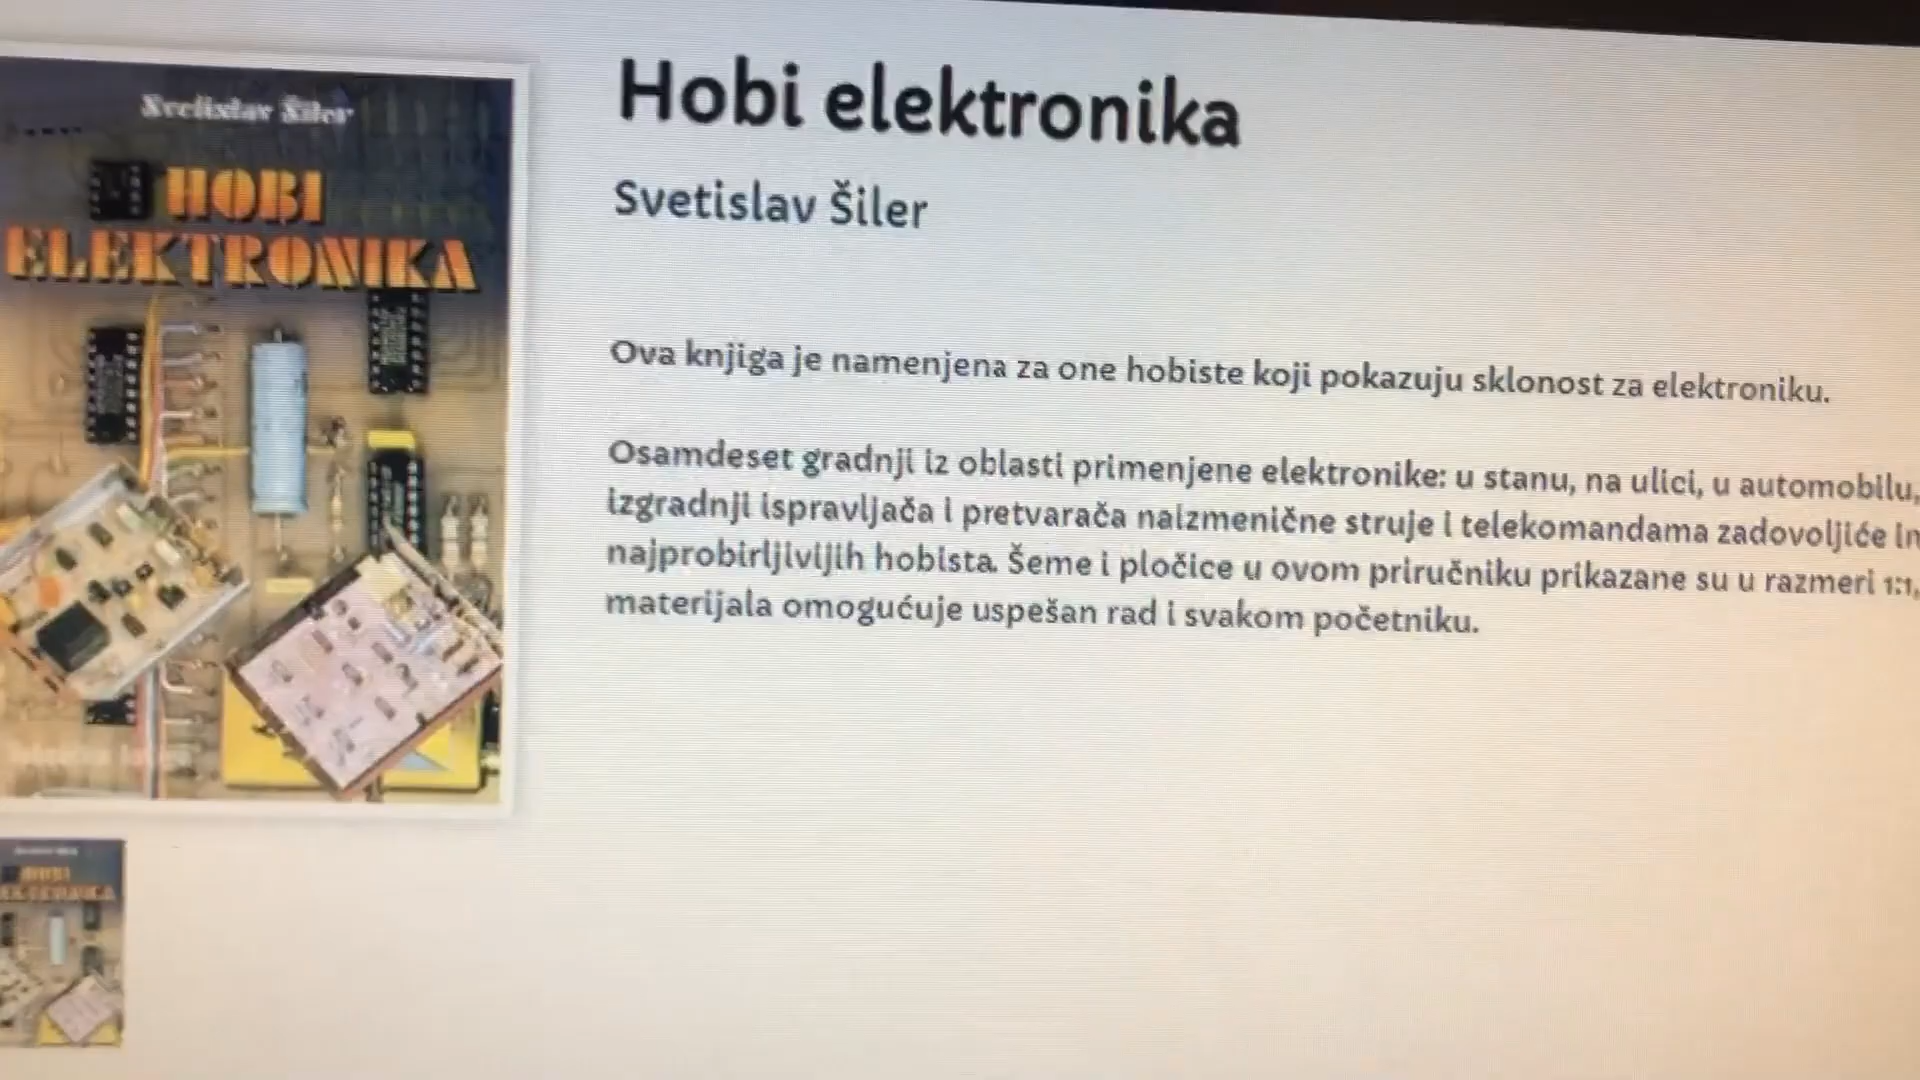 Svetislav Šiler
HOBI
ELEKTRONIKA
Hobi elektronika
Svetislav Šiler
Ova knjiga je namenjena za one hobiste koji pokazuju sklonost za elektroniku.
Osamdeset gradnji iz oblasti primenjene elektronike: u stanu, na ulici, u automobilu,
izgradnji ispravljača i pretvarača naizmenične struje i telekomandama zadovoljiće
najprobirljivijih hobista. Šeme i pločice u ovom priručniku prikazane su u razmeri 1:1,
materijala omogućuje uspešan rad i svakom početniku.
HOBI
ELEKTRONIKA